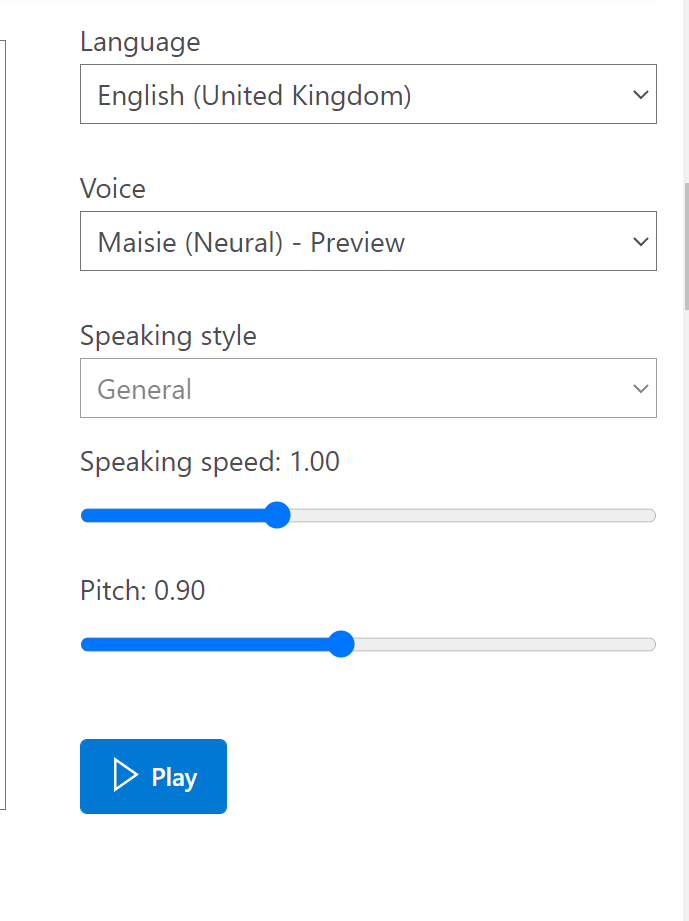 Language
English (United Kingdom)
Voice
Maisie (Neural) - Preview
Speaking style
General
Speaking speed: 1.00
Pitch: 0.90
Play